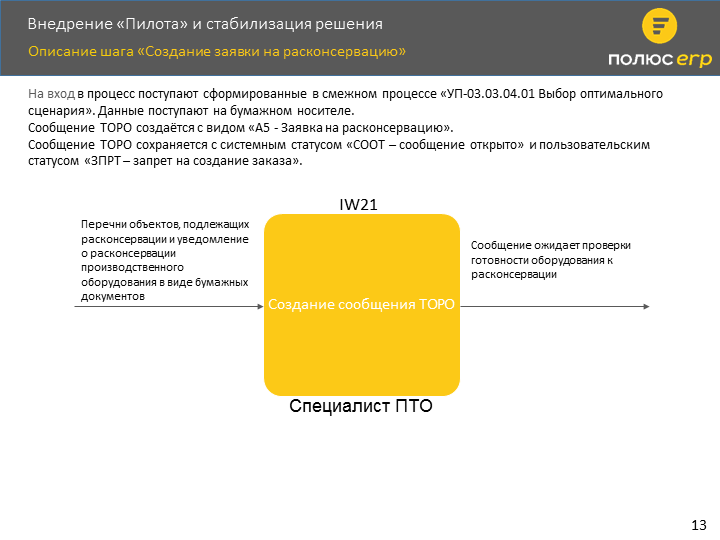 Внедрение «Пилота» и стабилизация решения
Описание шага «Создание заявки на расконсервацию»
ПОЛЮС егр
На вход в процесс поступают сформированные в смежном процессе «УП-03.03.04.01 Выбор оптимального
сценария». Данные поступают на бумажном носителе.
Сообщение ТОРО создаётся с видом «А5 - Заявка на расконсервацию».
Сообщение ТОРО сохраняется с системным статусом «СООТ – сообщение открыто» и пользовательским
статусом «ЗПРТ – запрет на создание заказа».
IW21
Перечни объектов, подлежащих
расконсервации и уведомление
о расконсервации
производственного
оборудования в виде бумажных
документов
Создание сообщения ТОРО
Сообщение ожидает проверки
готовности оборудования к
расконсервации
Специалист ПТО
13